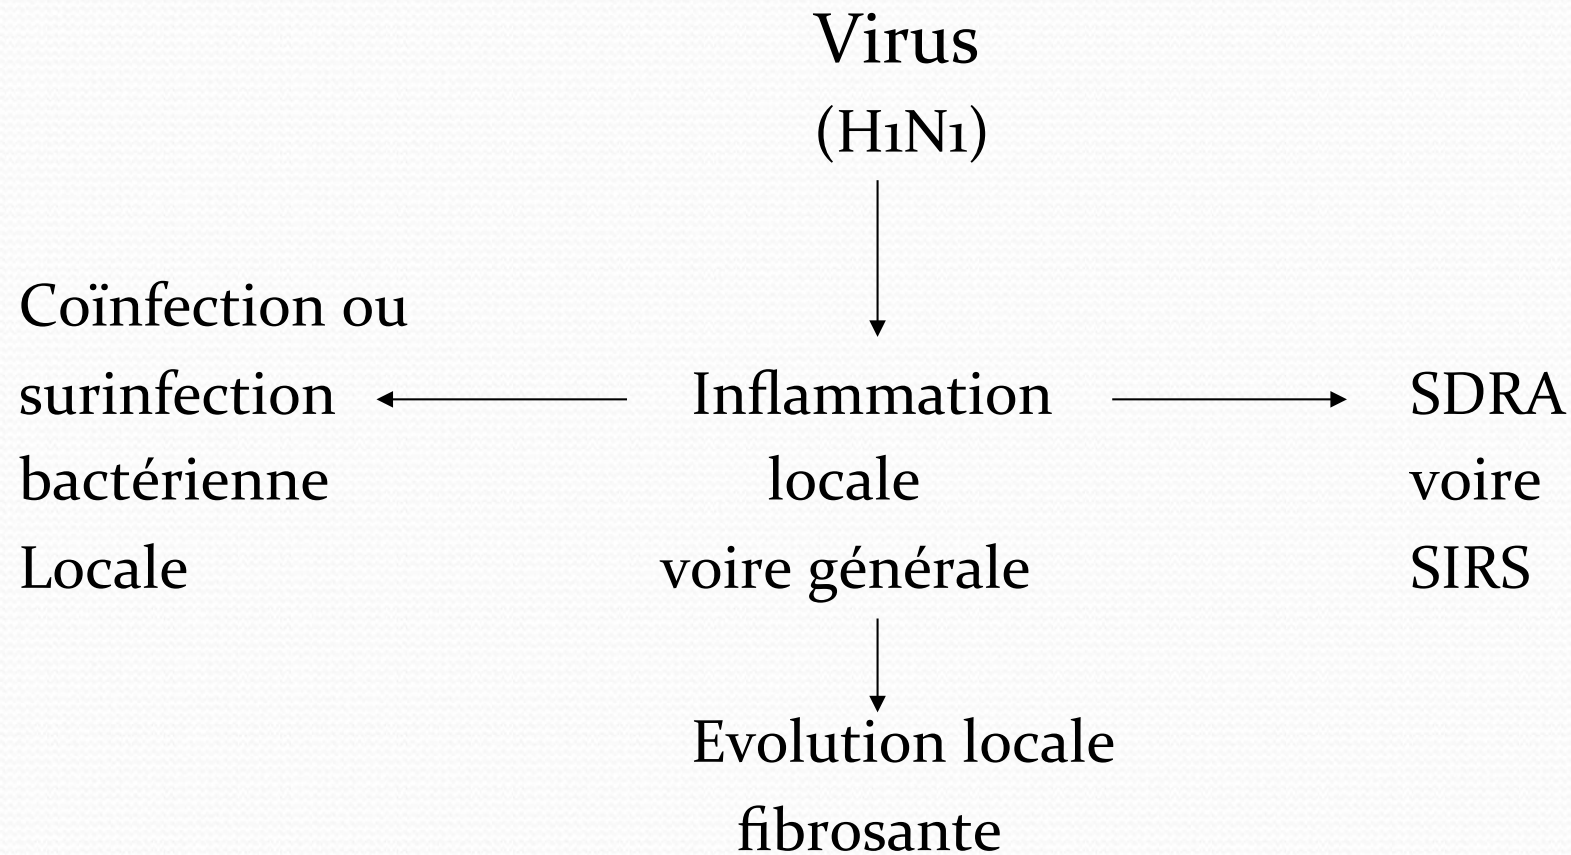 Virus
(H1N1)
Coïnfection ou
surinfection
bactérienne
Locale
Inflammation
locale
voire générale
SDRA
voire
SIRS
Evolution locale
fibrosante